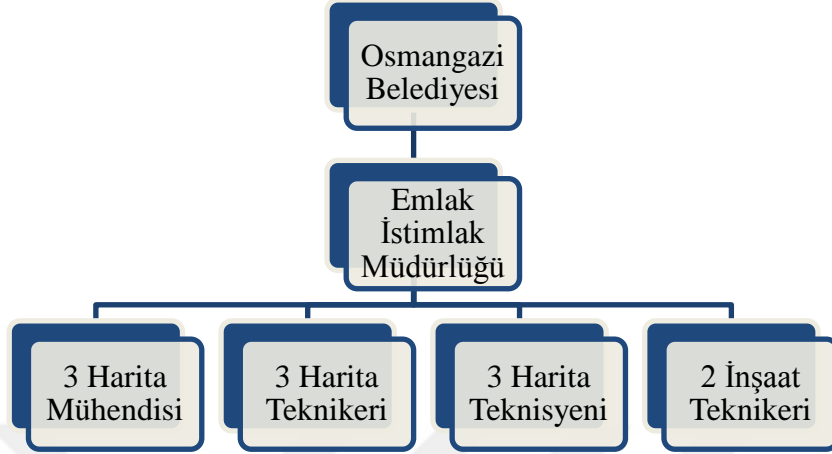 Osmangazi
Belediyesi
Emlak
İstimlak
Müdürlüğü
3 Harita
Mühendisi
3 Harita
Teknikeri
3 Harita
Teknisyeni
2 İnşaat
Teknikeri